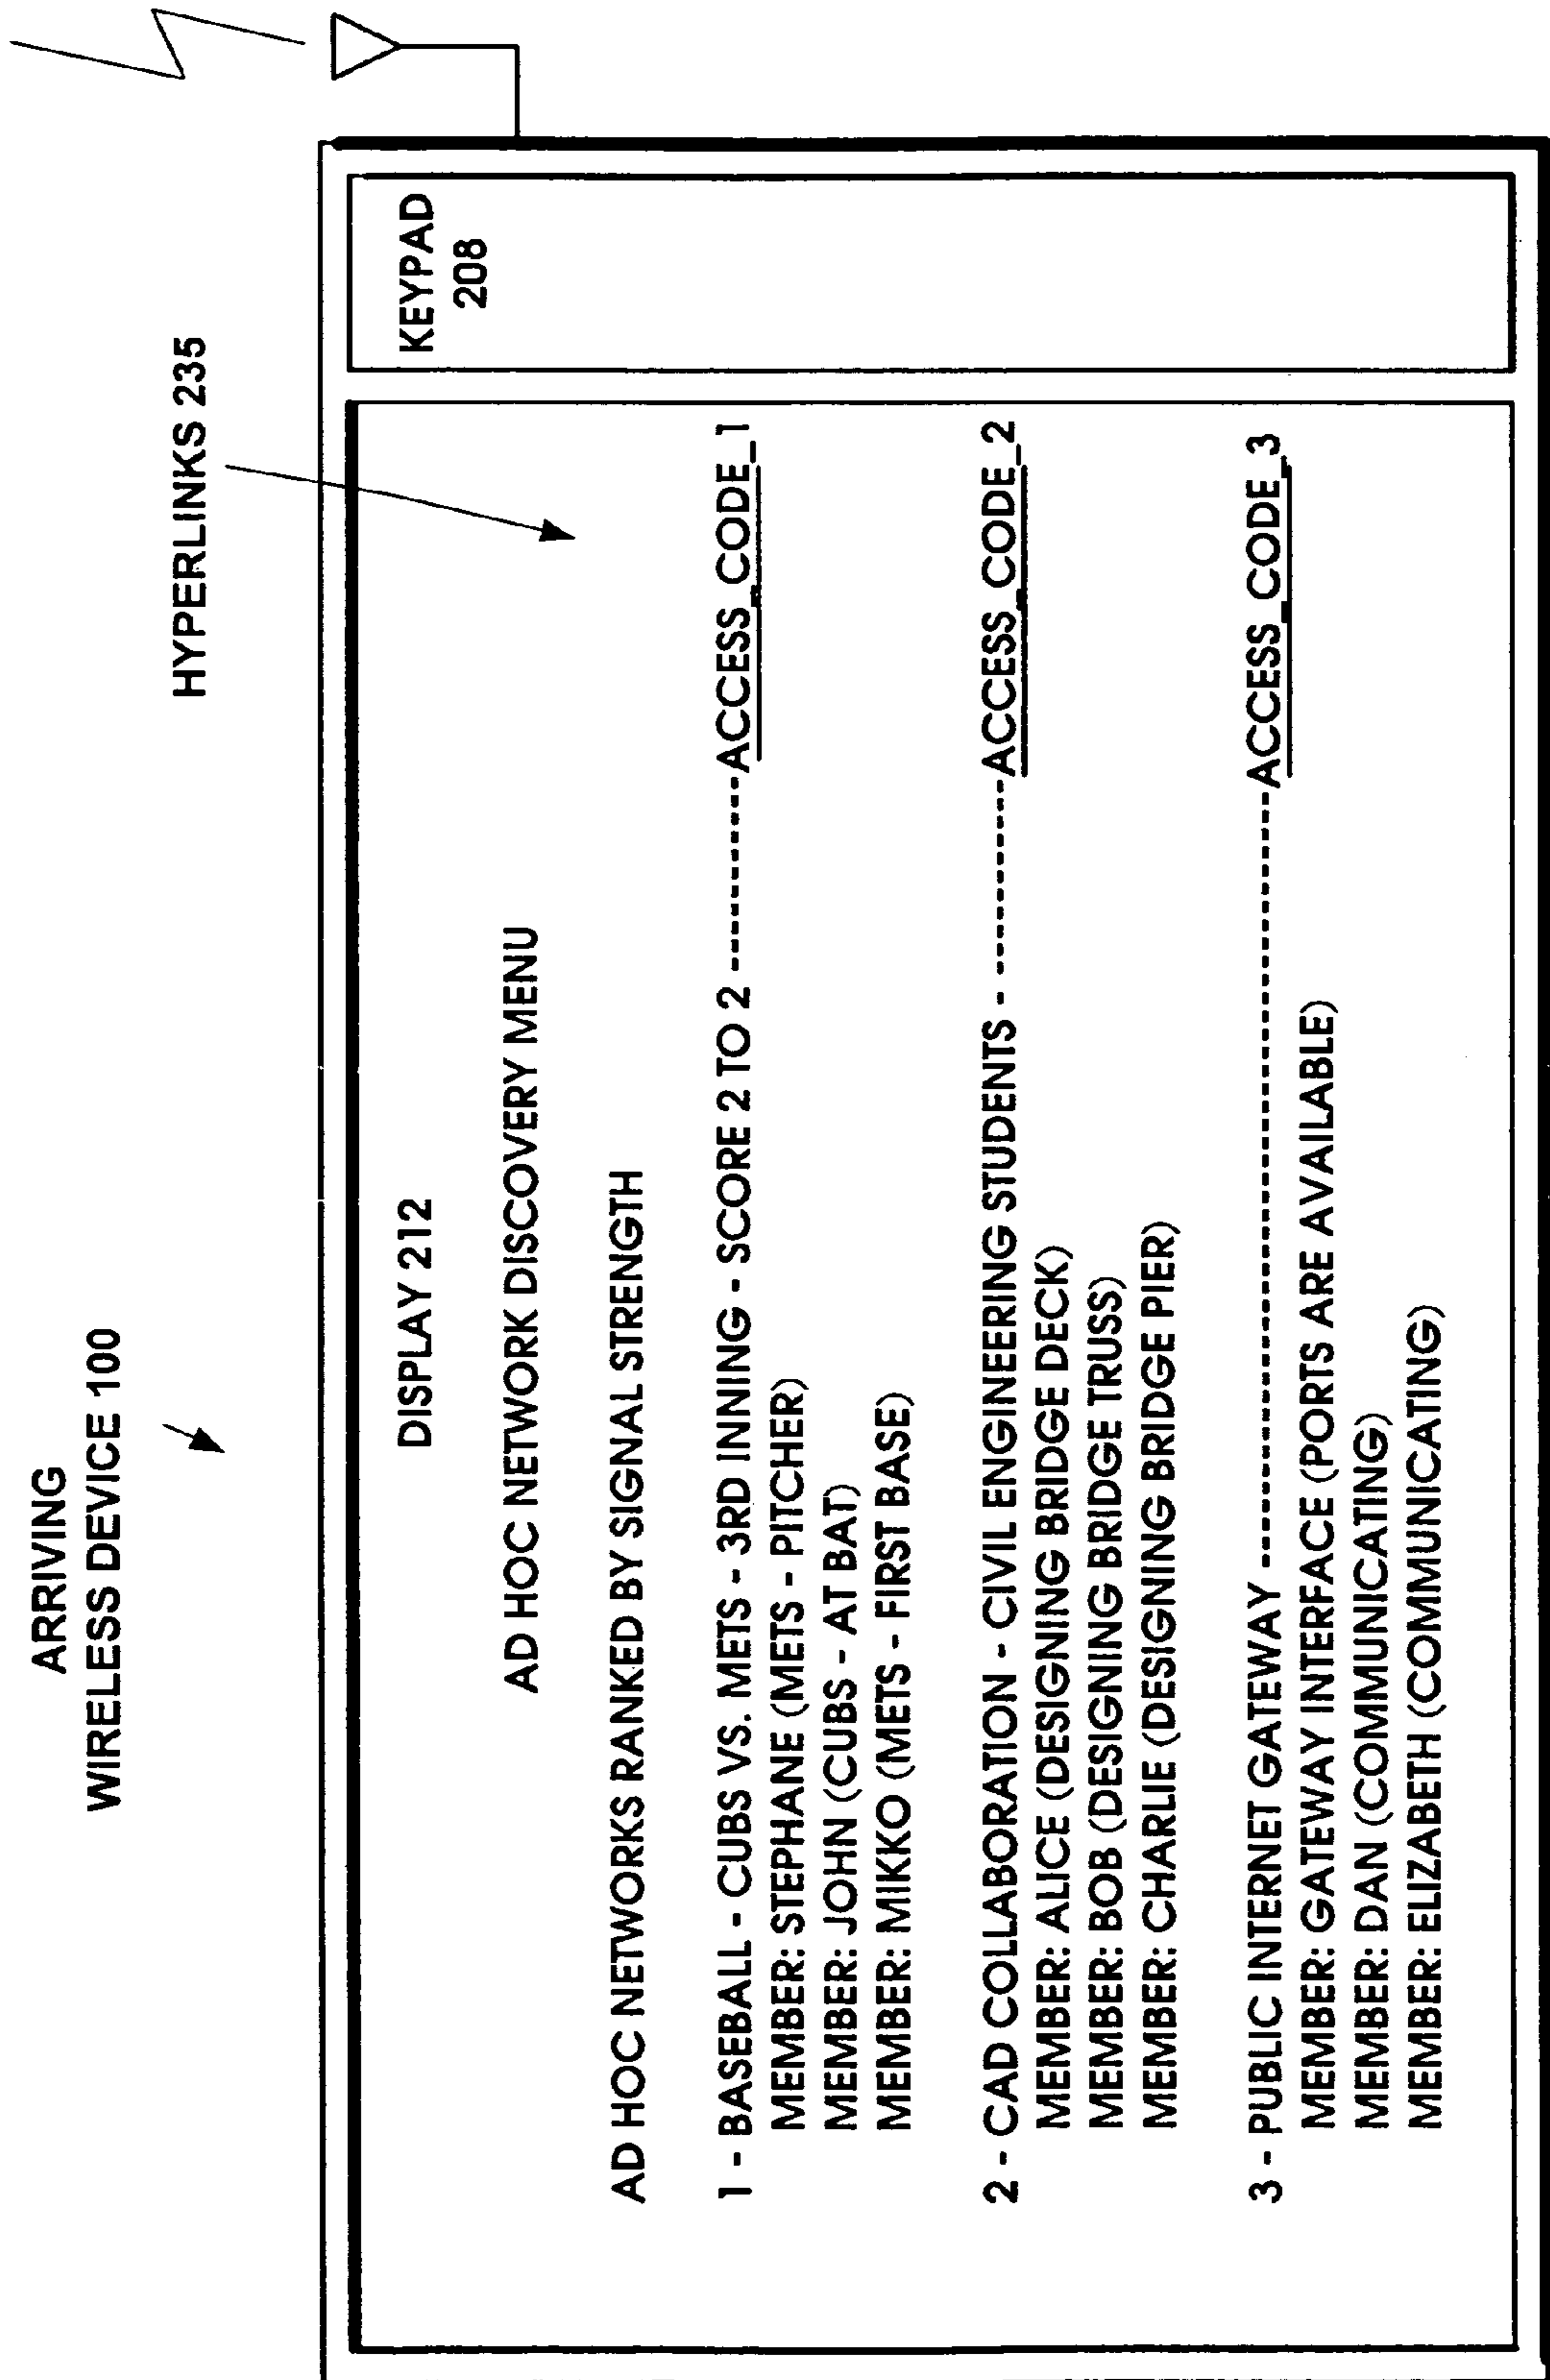 ARRIVING
WIRELESS DEVICE 100
HYPERLINKS 235
DISPLAY 212
KEYPAD
208
AD HOC NETWORK DISCOVERY MENU
AD HOC NETWORKS RANKED BY SIGNAL STRENGTH
1 - BASEBALL - CUBS VS. METS - 3RD INNING - SCORE 2 TO 2 ----------ACCESS_CODE_1
MEMBER: STEPHANE (METS - PITCHER)
MEMBER: JOHN (CUBS - AT BAT)
MEMBER: MIKKO (METS - FIRST BASE)
2 - CAD COLLABORATION - CIVIL ENGINEERING STUDENTS - -----------ACCESS_CODE_2
MEMBER: ALICE (DESIGNING BRIDGE DECK)
MEMBER: BOB (DESIGNING BRIDGE TRUSS)
MEMBER: CHARLIE (DESIGNING BRIDGE PIER)
3 - PUBLIC INTERNET GATEWAY ------------------------------------------ACCESS_CODE_3
MEMBER: GATEWAY INTERFACE (PORTS ARE AVAILABLE)
MEMBER: DAN (COMMUNICATING)
MEMBER: ELIZABETH (COMMUNICATING)